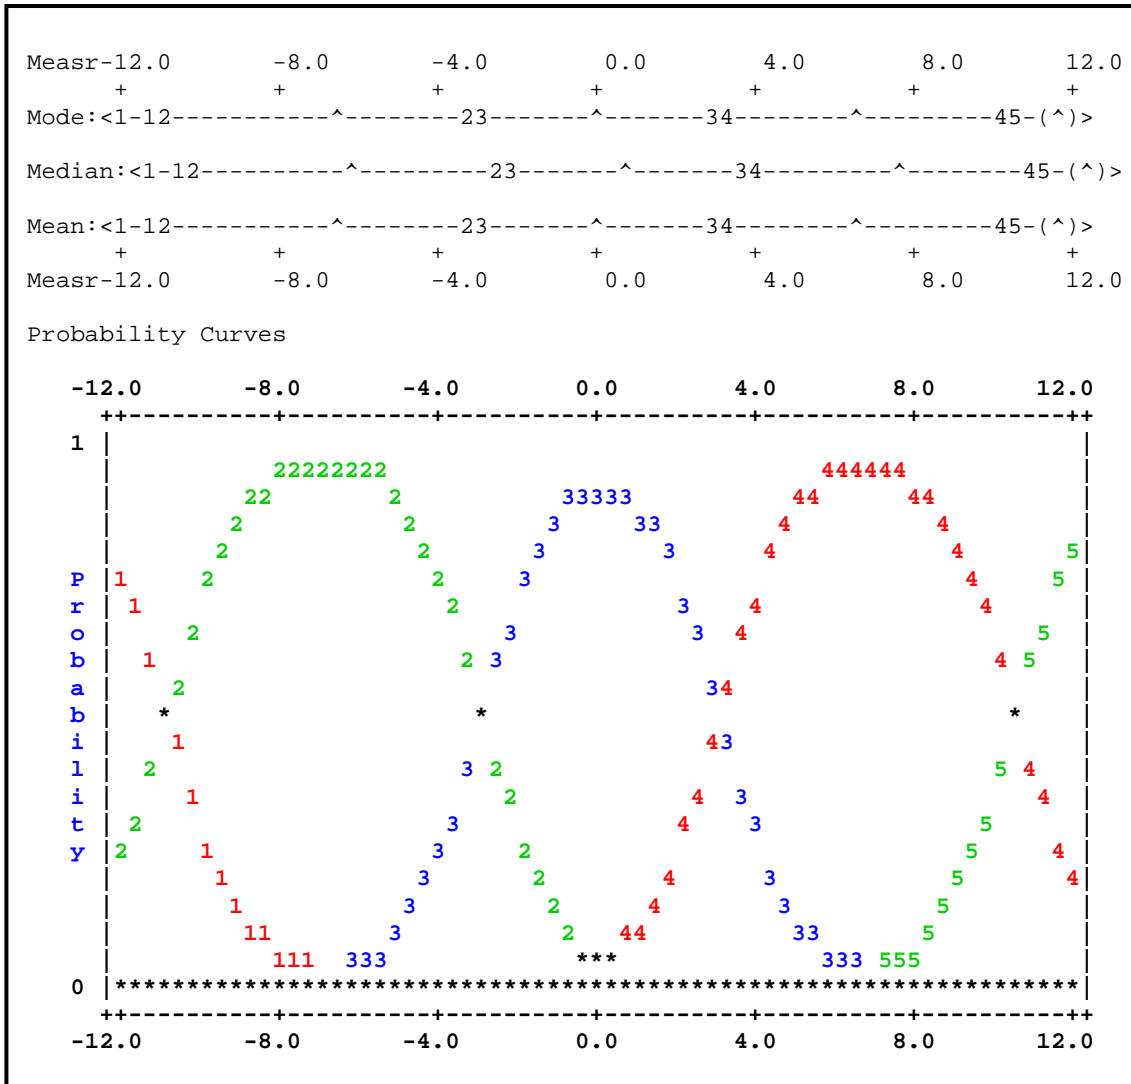 Measr-12.0       -8.0       -4.0        0.0        4.0        8.0       12.0
+ + + + + + +
Mode:<1-12-----------^--------23-------^-------34--------^---------45-(^)>
Median:<1-12----------^---------23-------^-------34---------^--------45-(^)>
Mean:<1-12-----------^--------23-------^-------34--------^---------45-(^)>
+ + + + + + +
Measr-12.0       -8.0       -4.0        0.0        4.0        8.0       12.0
Probability Curves
-12.0 -8.0 -4.0 0.0 4.0 8.0 12.0
++----------+----------+----------+----------+----------+----------++
1 | |
| 22222222 444444 |
| 22 2 33333 44 44 |
| 2 2 3 33 4 4 |
| 2 2 3 3 4 4 5|
P |1 2 2 3 4 5 |
r | 1 2 3 4 4 |
o | 2 3 3 4 5 |
b | 1 2 3 4 5 |
a | 2 34 |
b | * * * |
i | 1 43 |
l | 2 3 2 5 4 |
i | 1 2 4 3 4 |
t | 2 3 4 3 5 |
y |2 1 3 2 5 4 |
| 1 3 2 4 3 5 4|
| 1 3 2 4 3 5 |
| 11 3 2 44 33 5 |
| 111 333 *** 333 555 |
0 |*******************************************************************|
++----------+----------+----------+----------+----------+----------++
-12.0 -8.0 -4.0 0.0 4.0 8.0 12.0